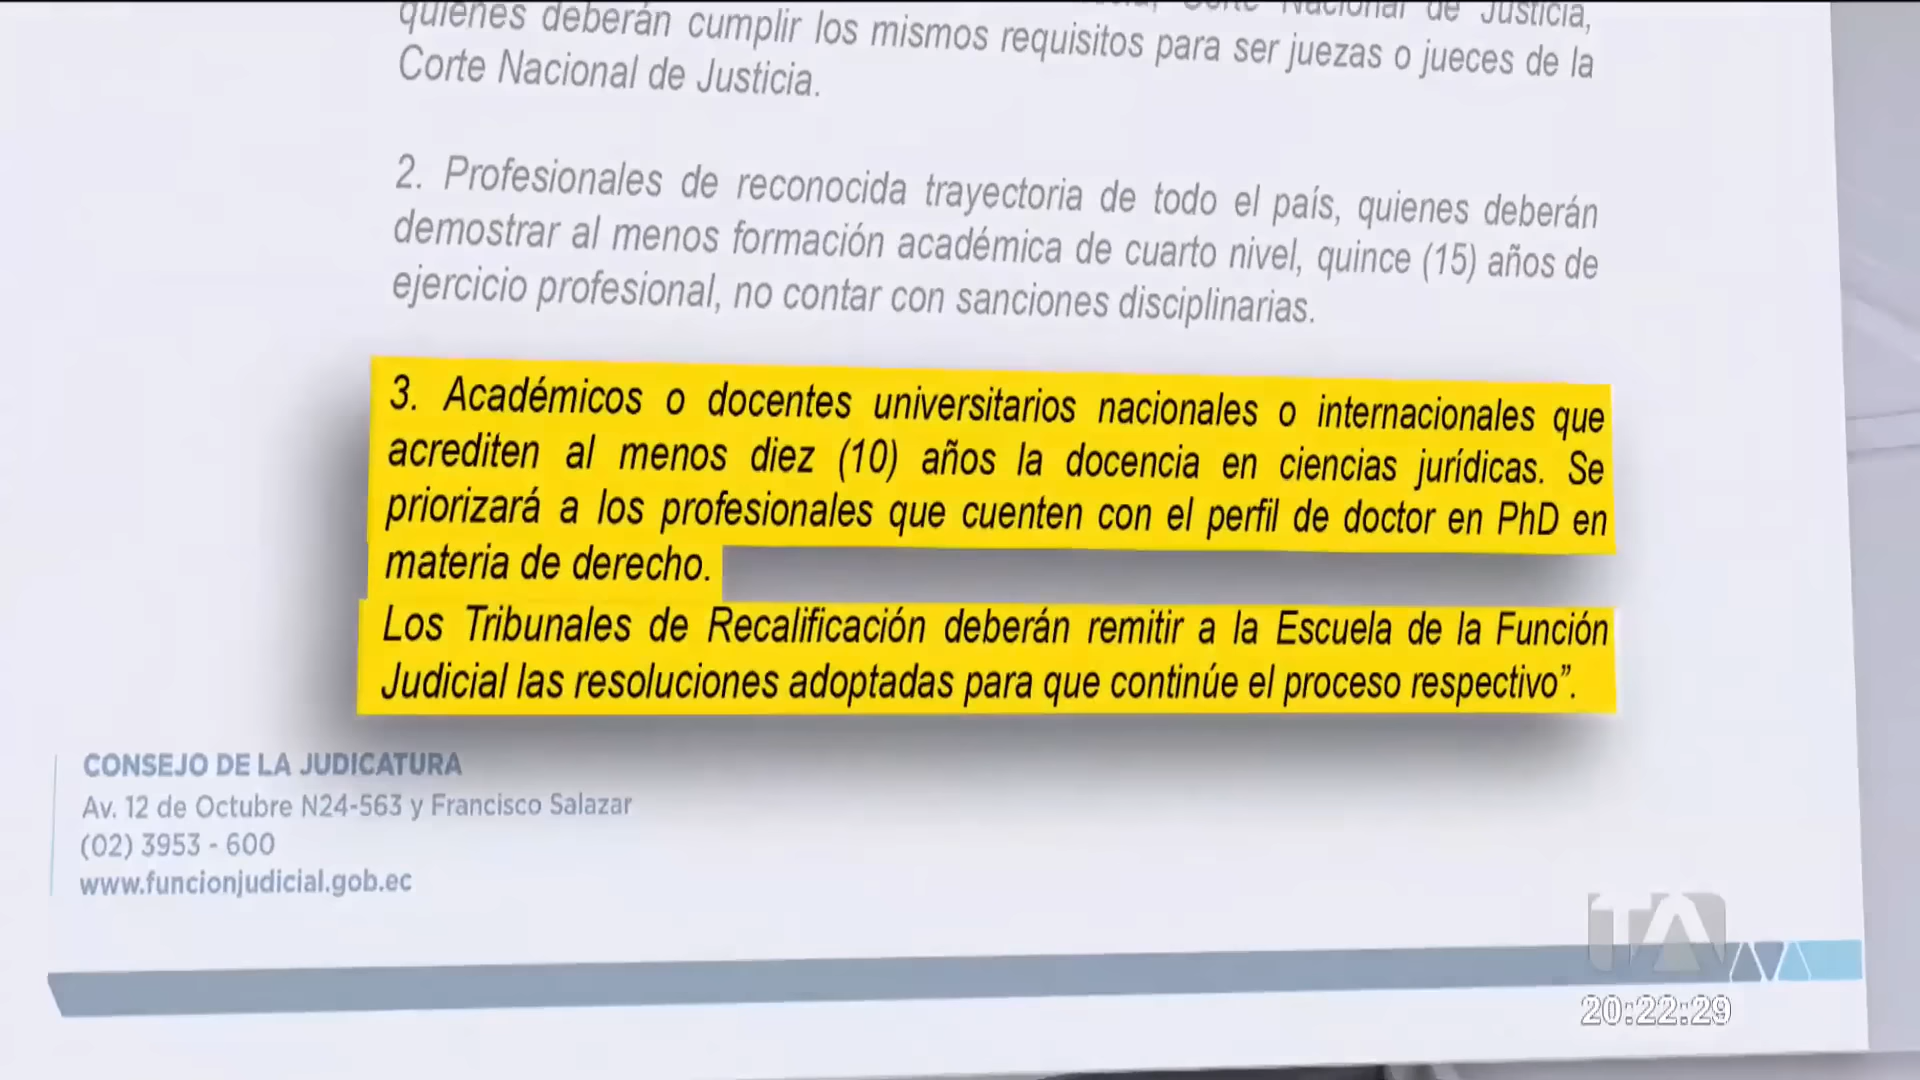 quienes deberán cumplir los mismos requisitos para ser juezas o jueces de la
Corte Nacional de Justicia,
Corte Nacional de Justicia.
2. Profesionales de reconocida trayectoria de todo el país, quienes deberán
demostrar al menos formación académica de cuarto nivel, quince (15) años de
ejercicio profesional, no contar con sanciones disciplinarias.
3. Académicos o docentes universitarios nacionales o internacionales que
acrediten al menos diez (10) años la docencia en ciencias jurídicas. Se
priorizará a los profesionales que cuenten con el perfil de doctor en PhD en
materia de derecho.
Los Tribunales de Recalificación deberán remitir a la Escuela de la Función
Judicial las resoluciones adoptadas para que continúe el proceso respectivo”.
CONSEJO DE LA JUDICATURA
Av. 12 de Octubre N24-563 y Francisco Salazar
(02) 3953 - 600
www.funcionjudicial.gob.ec
TA
20:22:29